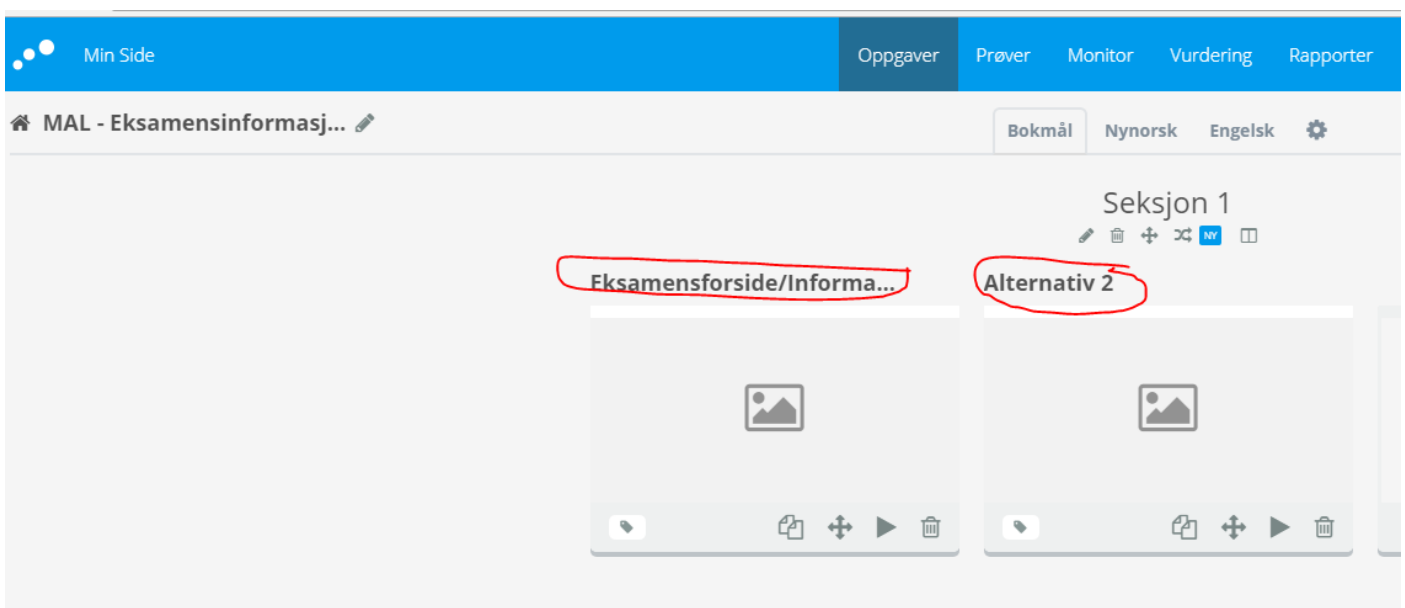 Min Side
Oppgaver Prøver Monitor Vurdering Rapporter
MAL - Eksamensinformasj...
Bokmål Nynorsk Engelsk
Seksjon 1
NY
Eksamensforside/Informa... Alternativ 2